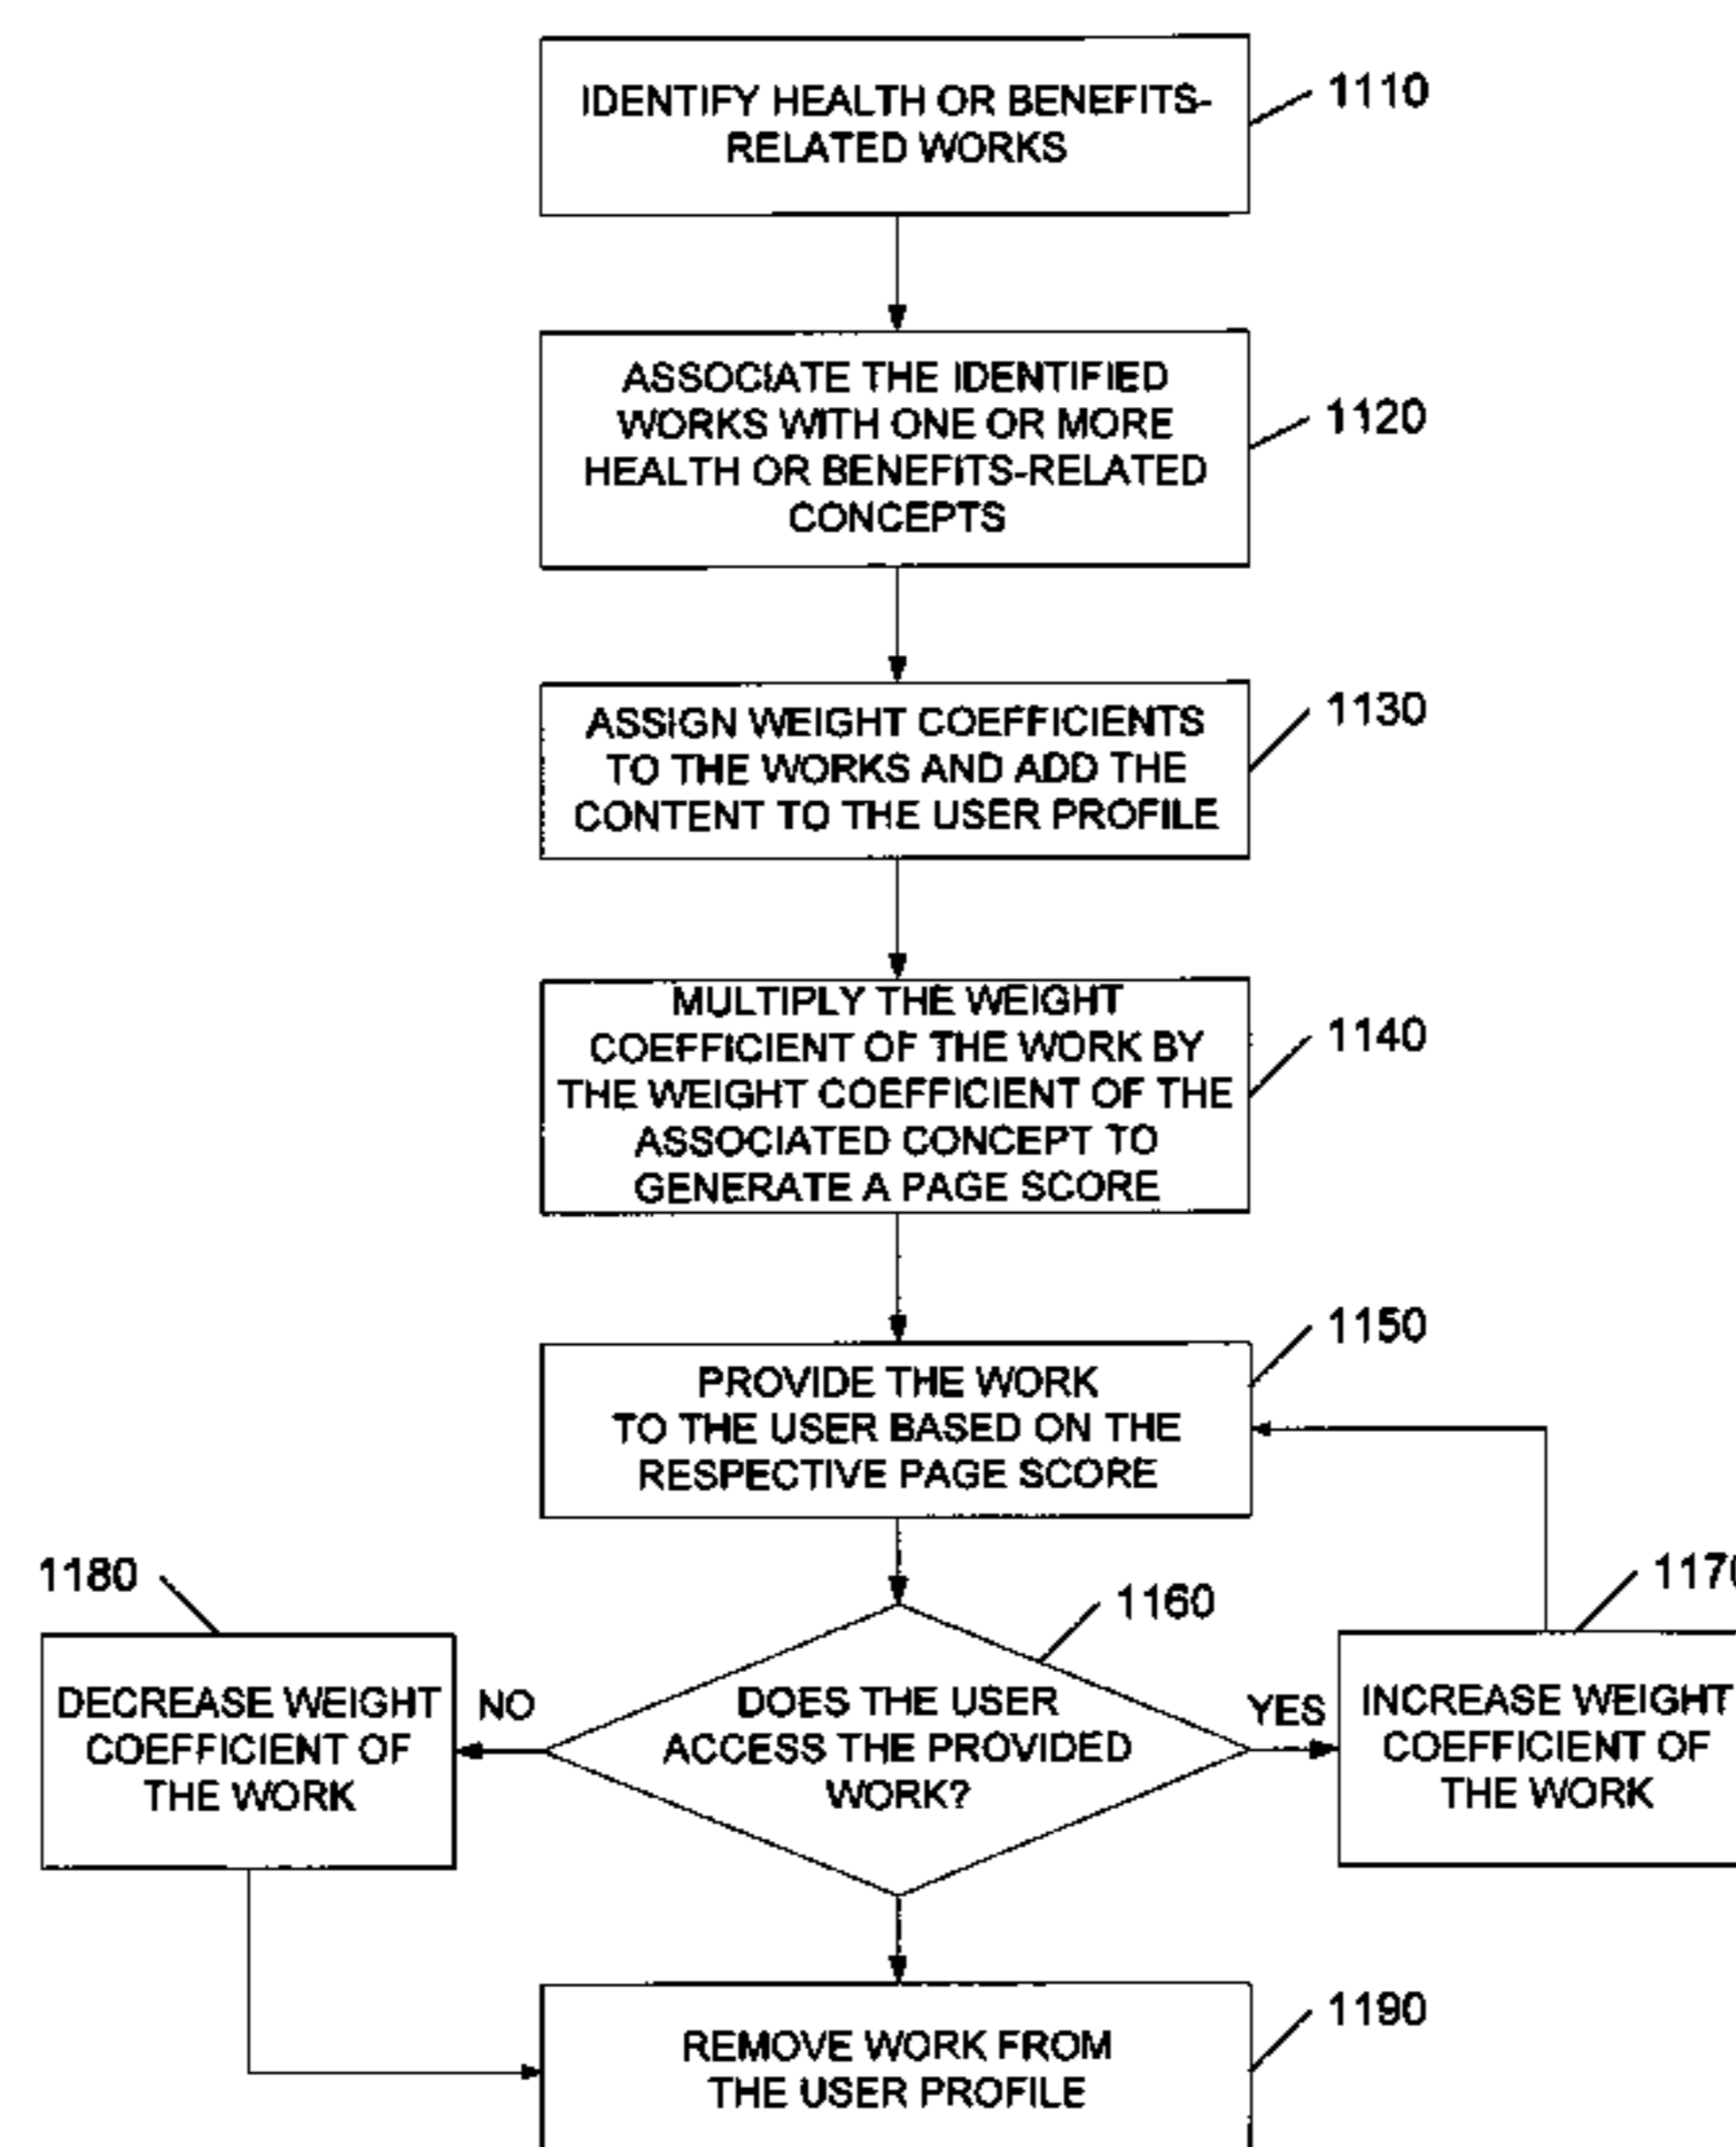 IDENTIFY HEALTH OR BENEFITS-
RELATED WORKS
1110
ASSOCIATE THE IDENTIFIED
WORKS WITH ONE OR MORE
HEALTH OR BENEFITS-RELATED
CONCEPTS
1120
ASSIGN WEIGHT COEFFICIENTS
TO THE WORKS AND ADD THE
CONTENT TO THE USER PROFILE
1130
MULTIPLY THE WEIGHT
COEFFICIENT OF THE WORK BY
THE WEIGHT COEFFICIENT OF THE
ASSOCIATED CONCEPT TO
GENERATE A PAGE SCORE
1140
PROVIDE THE WORK
TO THE USER BASED ON THE
RESPECTIVE PAGE SCORE
1150
DOES THE USER
ACCESS THE PROVIDED
WORK?
1160
NO
YES
1180
DECREASE WEIGHT
COEFFICIENT OF
THE WORK
1170
INCREASE WEIGHT
COEFFICIENT OF
THE WORK
REMOVE WORK FROM
THE USER PROFILE
1190